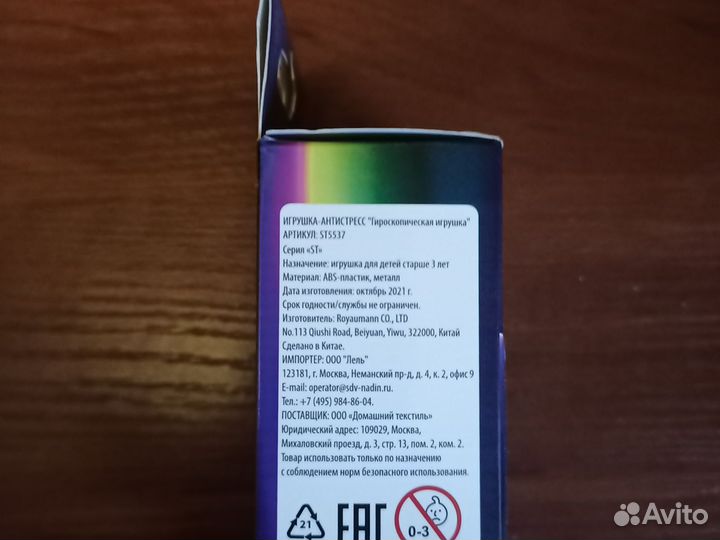 ИГРУШКА-АНТИСТРЕСС "Гироскопическая игрушка"
АРТИКУЛ: ST5537
Серия «ST»
Назначение: игрушка для детей старше 3 лет
Материал: ABS-пластик, металл
Дата изготовления: октябрь 2021 г.
Срок годности/службы не ограничен.
Изготовитель: Royaumann CO., LTD
No.113 Qiushi Road, Beiyuan, Yiwu, 322000, Китай
Сделано в Китае.
ИМПОРТЕР: ООО "Лель"
123181, г. Москва, Неманский пр-д, д. 4, к. 2, офис 9
E-mail: operator@sdv-nadin.ru.
Тел.: +7 (495) 984-86-04.
ПОСТАВЩИК: ООО «Домашний текстиль»
Юридический адрес: 109029, Москва,
Михаловский проезд, д. 3, стр. 13, пом. 2, ком. 2.
Товар использовать только по назначению
с соблюдением норм безопасного использования.
21 EAC 0-3
Avito